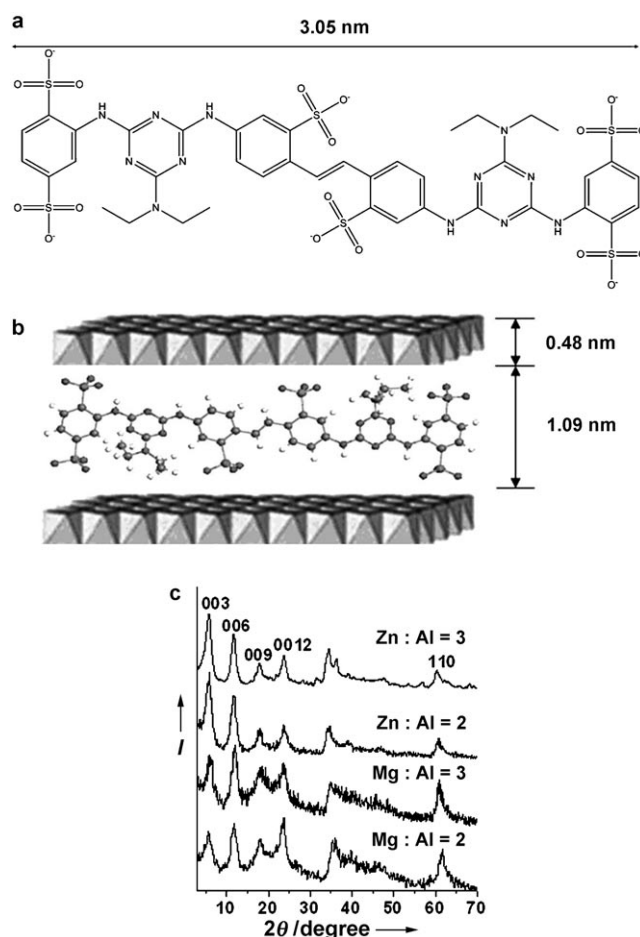 a
3.05 nm
O-
O-
O=S=O
O=S=O
H
N
N
H
N
N
N
N
H
N
N
N
N
H
N
N
O=S=O
O-
O=S=O
O-
O=S=O
O-
O=S=O
O-
b
0.48 nm
1.09 nm
c
003
006
009
0012
110
Zn : Al = 3
Zn : Al = 2
Mg : Al = 3
Mg : Al = 2
I
10 20 30 40 50 60 70
2θ /degree